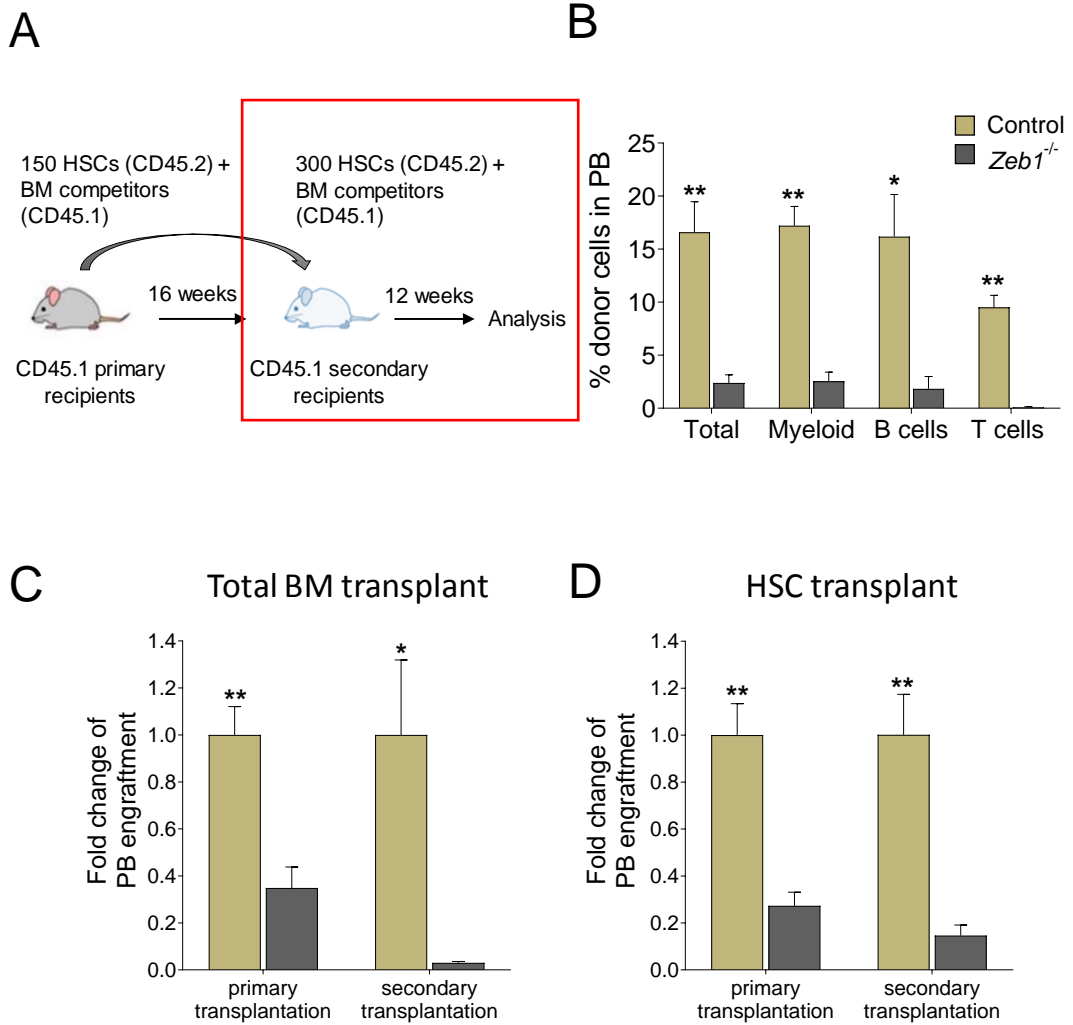 A
150 HSCs (CD45.2) +
BM competitors
(CD45.1)
300 HSCs (CD45.2) +
BM competitors
(CD45.1)
16 weeks
12 weeks
Analysis
CD45.1 primary
recipients
CD45.1 secondary
recipients
B
Control
Zeb1-/-
% donor cells in PB
25
20
15
10
5
0
**
**
*
**
Total
Myeloid
B cells
T cells
C
Total BM transplant
Fold change of
PB engraftment
1.4
1.2
1.0
0.8
0.6
0.4
0.2
0.0
**
*
primary
transplantation
secondary
transplantation
D
HSC transplant
Fold change of
PB engraftment
1.4
1.2
1.0
0.8
0.6
0.4
0.2
0.0
**
**
primary
transplantation
secondary
transplantation